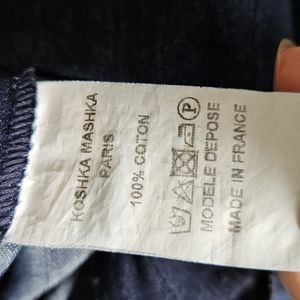 KOSHKA MASHKA
PARIS
100% COTON
P
MODELE DEPOSE
MADE IN FRANCE